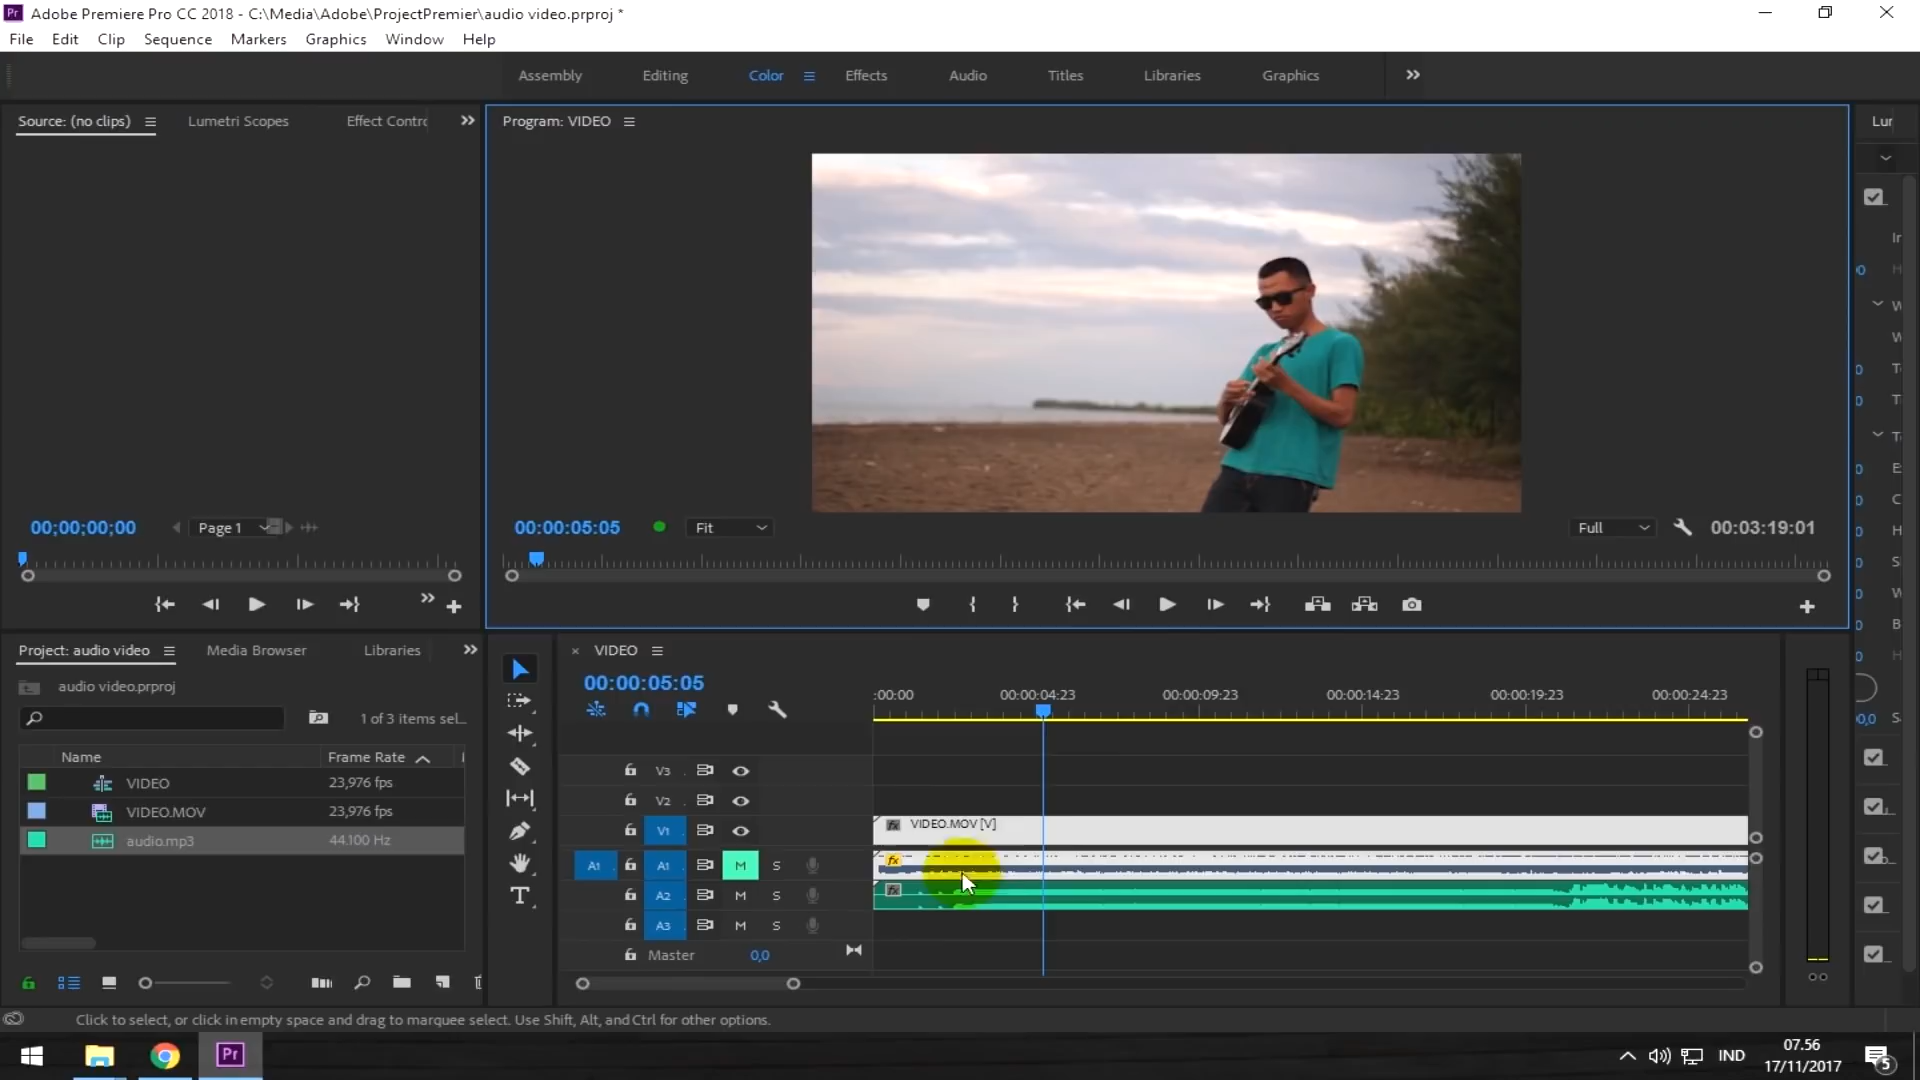 Adobe Premiere Pro CC 2018 - C:\Media\Adobe\ProjectPremier\audio video.prproj *
File Edit Clip Sequence Markers Graphics Window Help
Assembly Editing Color Effects Audio Titles Libraries Graphics
Source: (no clips) Lumetri Scopes Effect Contro
Program: VIDEO
Lur
00;00;00;00 Page 1
00:00:05:05 Fit Full 00:03:19:01
Project: audio video Media Browser Libraries
audio video.prproj
1 of 3 items sel...
Name Frame Rate
VIDEO 23,976 fps
VIDEO.MOV 23,976 fps
audio.mp3 44.100 Hz
VIDEO
00:00:05:05
:00:00 00:00:04:23 00:00:09:23 00:00:14:23 00:00:19:23 00:00:24:23
V3
V2
V1 VIDEO.MOV [V]
A1 A1 M S
A2 M S
A3 M S
Master 0,0
Click to select, or click in empty space and drag to marquee select. Use Shift, Alt, and Ctrl for other options.
IND
07.56
17/11/2017
5